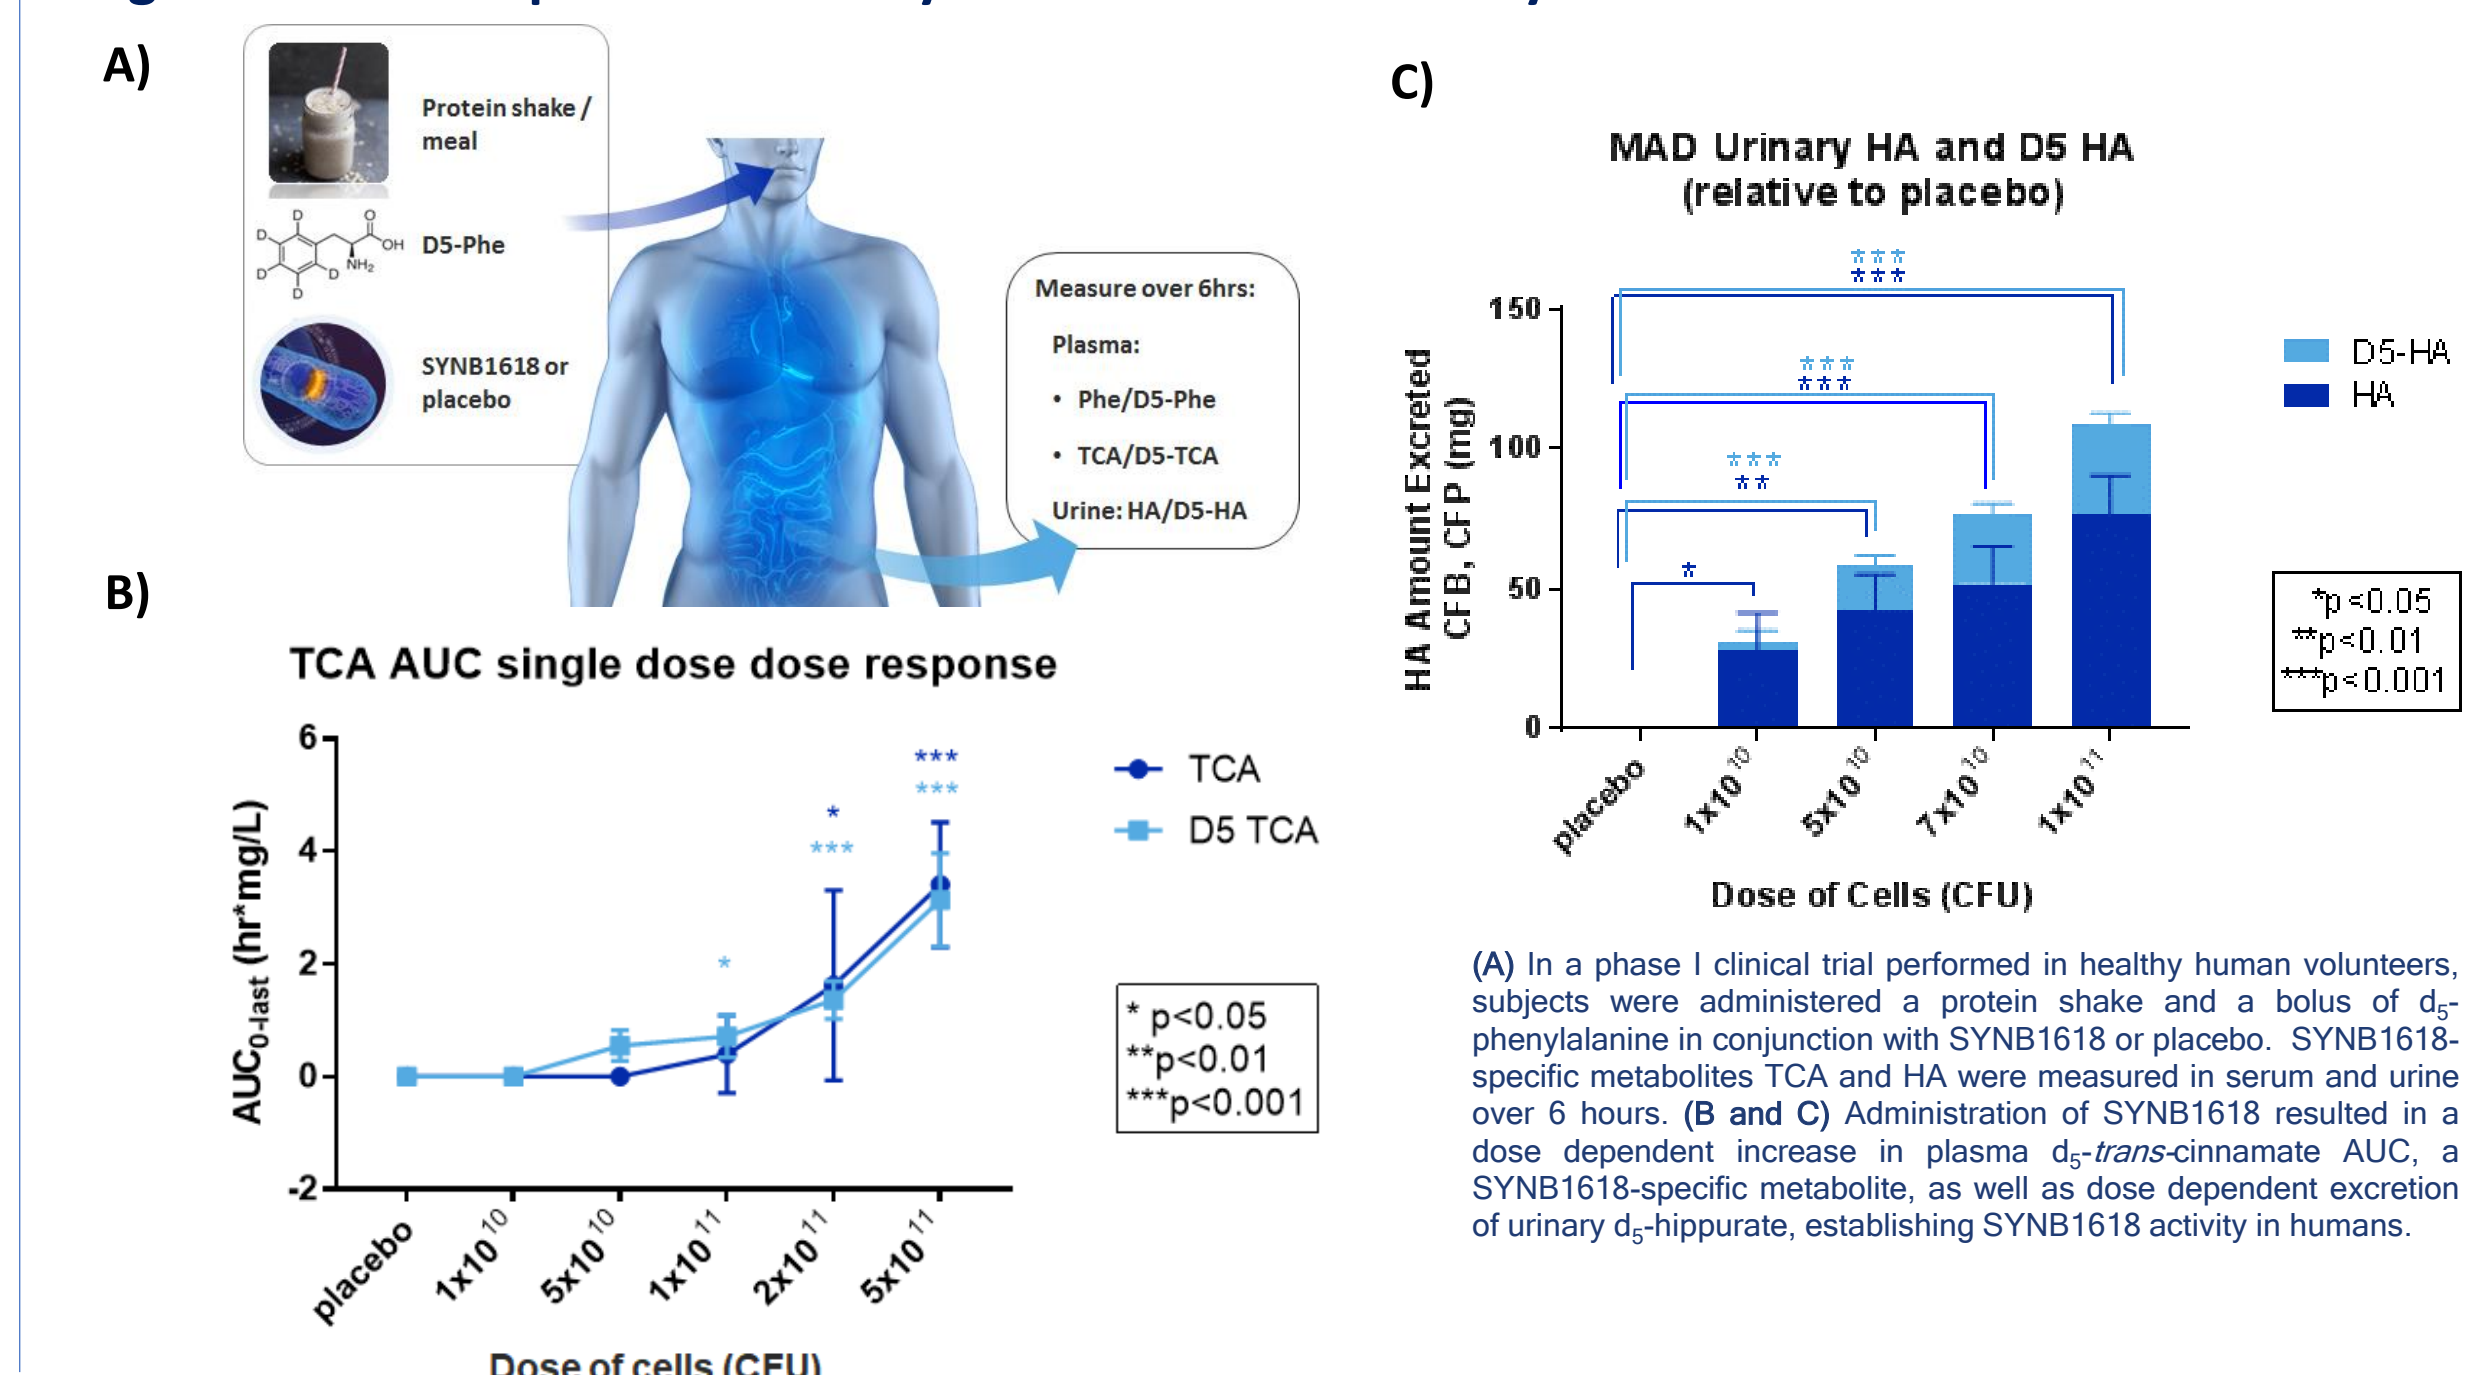 A)
Protein shake /
meal
D
D
D
D
D
O
OH
NH2
D5-Phe
SYNB1618 or
placebo
Measure over 6hrs:
Plasma:
• Phe/D5-Phe
• TCA/D5-TCA
Urine: HA/D5-HA
B)
TCA AUC single dose dose response
AUC0-last (hr*mg/L)
6
4
2
0
-2
*
*
***
***
***
placebo
1x10^10
5x10^10
1x10^11
2x10^11
5x10^11
Dose of cells (CFU)
TCA
D5 TCA
* p<0.05
**p<0.01
***p<0.001
C)
MAD Urinary HA and D5 HA
(relative to placebo)
HA Amount Excreted
CFB, CFP (mg)
150
100
50
0
***
***
***
***
***
**
*
placebo
1x10^10
5x10^10
7x10^10
1x10^11
Dose of Cells (CFU)
D5-HA
HA
*p<0.05
**p<0.01
***p<0.001
(A) In a phase I clinical trial performed in healthy human volunteers,
subjects were administered a protein shake and a bolus of d5-
phenylalanine in conjunction with SYNB1618 or placebo. SYNB1618-
specific metabolites TCA and HA were measured in serum and urine
over 6 hours. (B and C) Administration of SYNB1618 resulted in a
dose dependent increase in plasma d5-trans-cinnamate AUC, a
SYNB1618-specific metabolite, as well as dose dependent excretion
of urinary d5-hippurate, establishing SYNB1618 activity in humans.